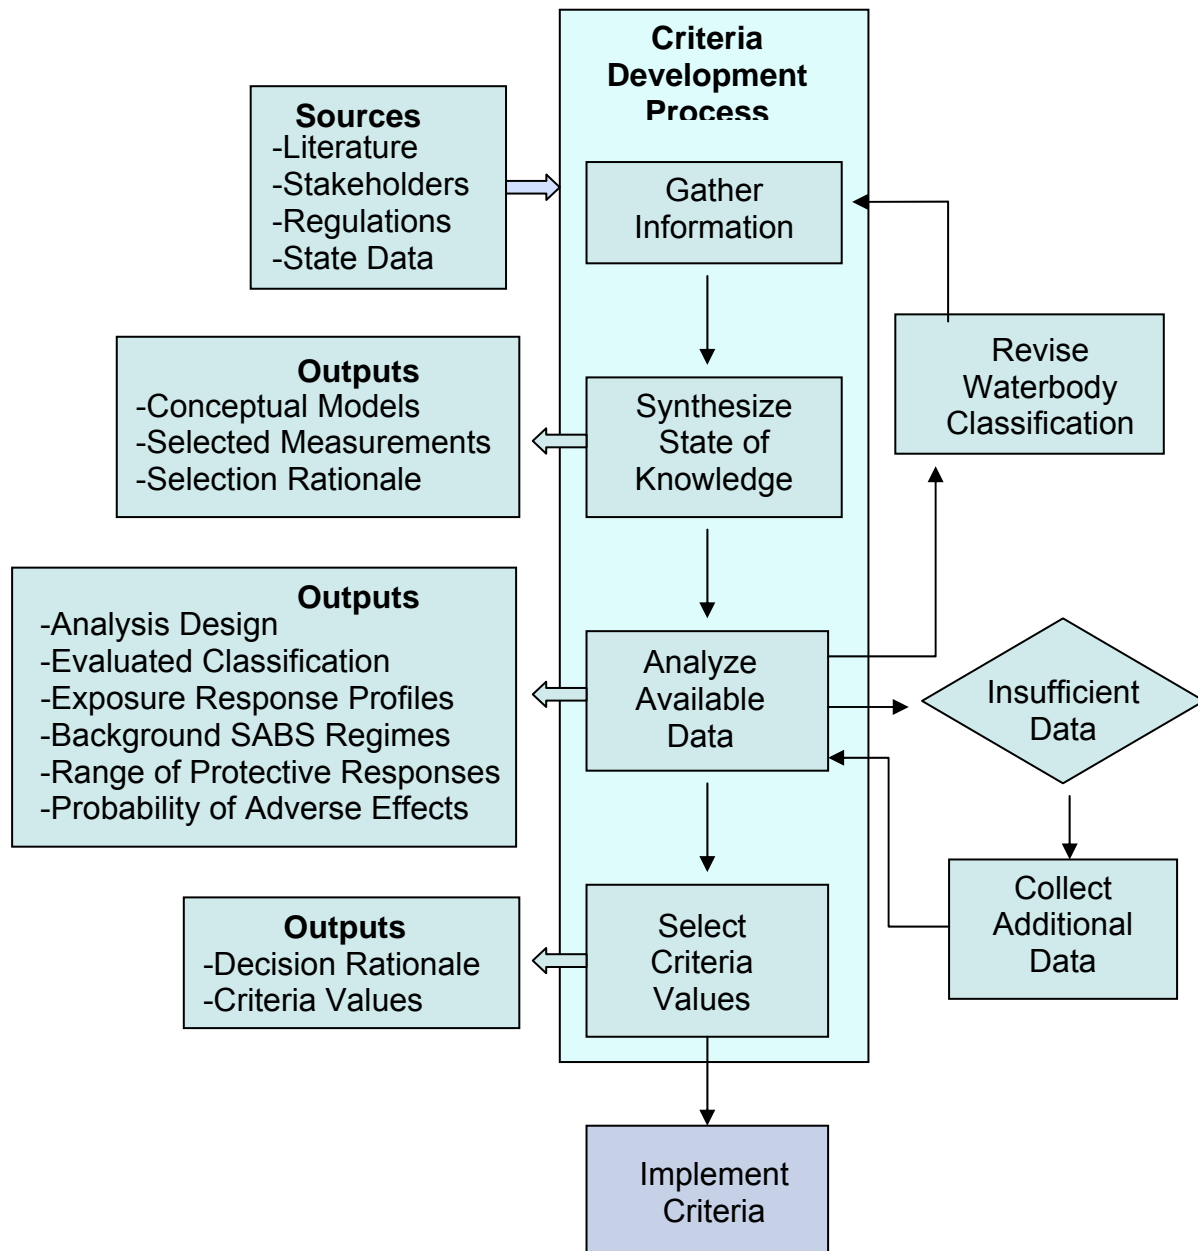 Criteria
Development
Process
Sources
-Literature
-Stakeholders
-Regulations
-State Data
Gather
Information
Revise
Waterbody
Classification
Outputs
-Conceptual Models
-Selected Measurements
-Selection Rationale
Synthesize
State of
Knowledge
Outputs
-Analysis Design
-Evaluated Classification
-Exposure Response Profiles
-Background SABS Regimes
-Range of Protective Responses
-Probability of Adverse Effects
Analyze
Available
Data
Insufficient
Data
Collect
Additional
Data
Outputs
-Decision Rationale
-Criteria Values
Select
Criteria
Values
Implement
Criteria